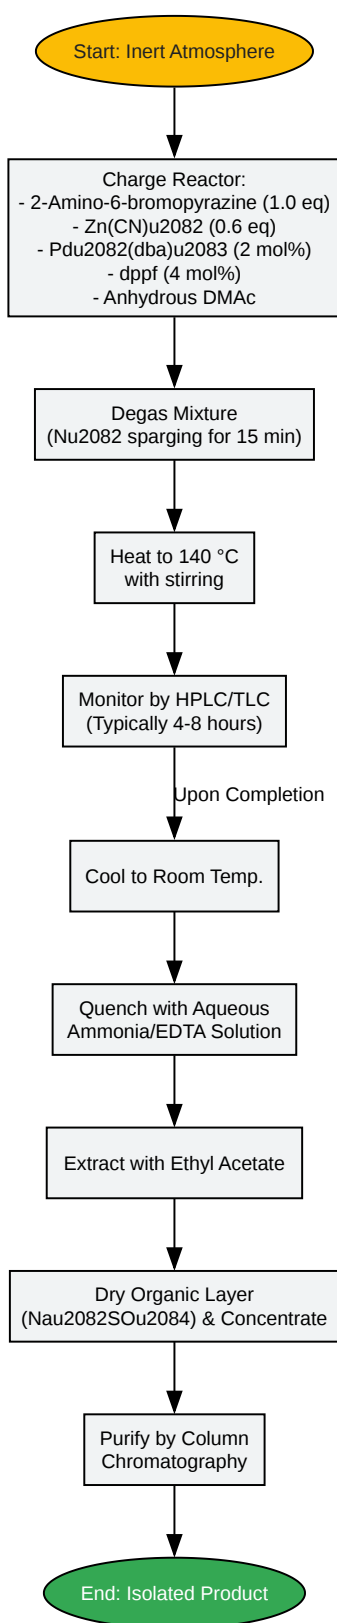 Start: Inert Atmosphere
Charge Reactor:
- 2-Amino-6-bromopyrazine (1.0 eq)
- Zn(CN)u2082 (0.6 eq)
- Pdu2082(dba)u2083 (2 mol%)
- dppf (4 mol%)
- Anhydrous DMAc
Degas Mixture
(Nu2082 sparging for 15 min)
Heat to 140 °C
with stirring
Monitor by HPLC/TLC
(Typically 4-8 hours)
Upon Completion
Cool to Room Temp.
Quench with Aqueous
Ammonia/EDTA Solution
Extract with Ethyl Acetate
Dry Organic Layer
(Nau2082SOu2084) & Concentrate
Purify by Column
Chromatography
End: Isolated Product